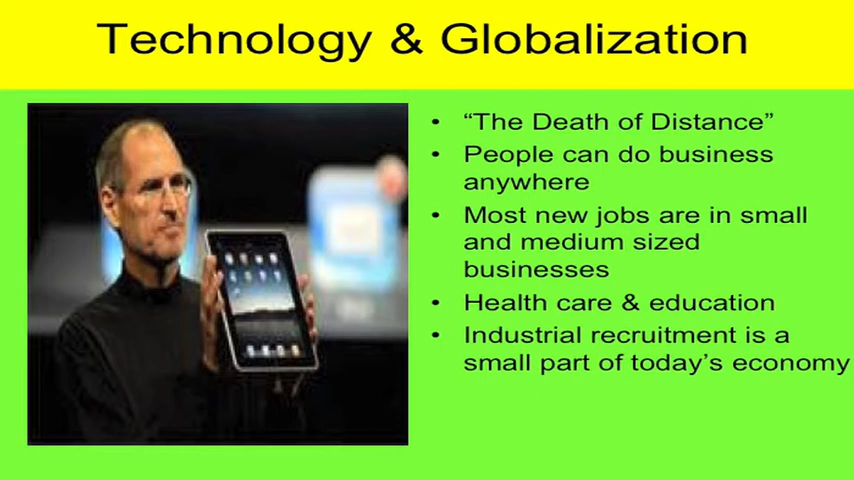 Technology & Globalization
• “The Death of Distance”
• People can do business
anywhere
• Most new jobs are in small
and medium sized
businesses
• Health care & education
• Industrial recruitment is a
small part of today’s economy